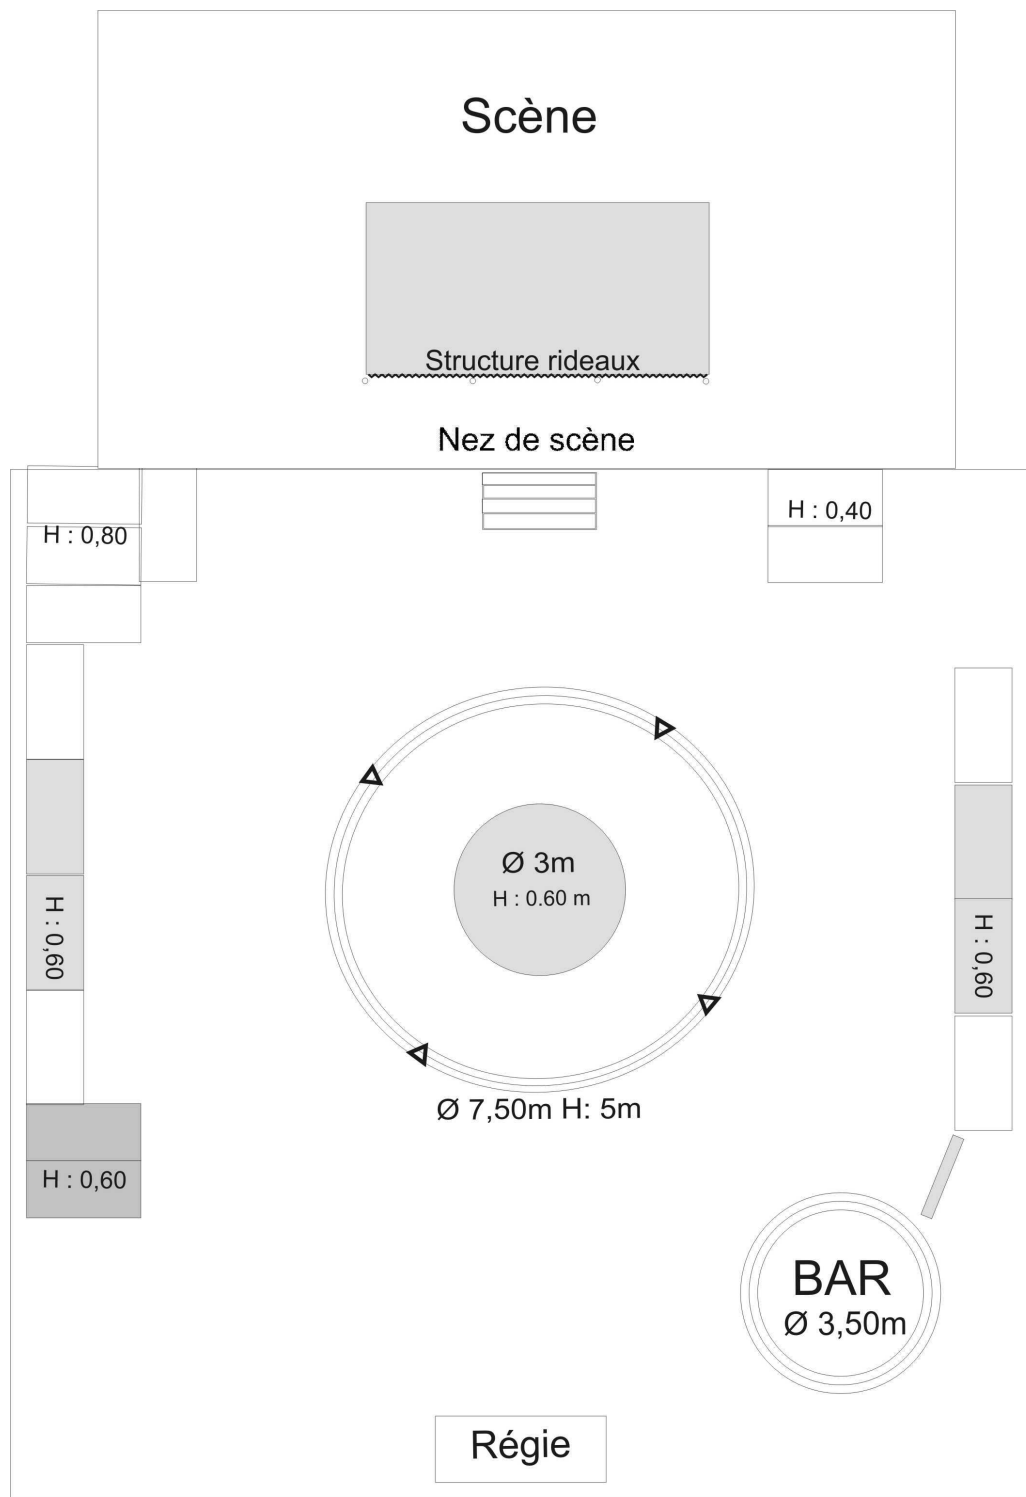 Scène
Structure rideaux
Nez de scène
H : 0,80
H : 0,40
Ø 3m
H : 0.60 m
H : 0,60
H : 0,60
Ø 7,50m H: 5m
H : 0,60
BAR
Ø 3,50m
Régie